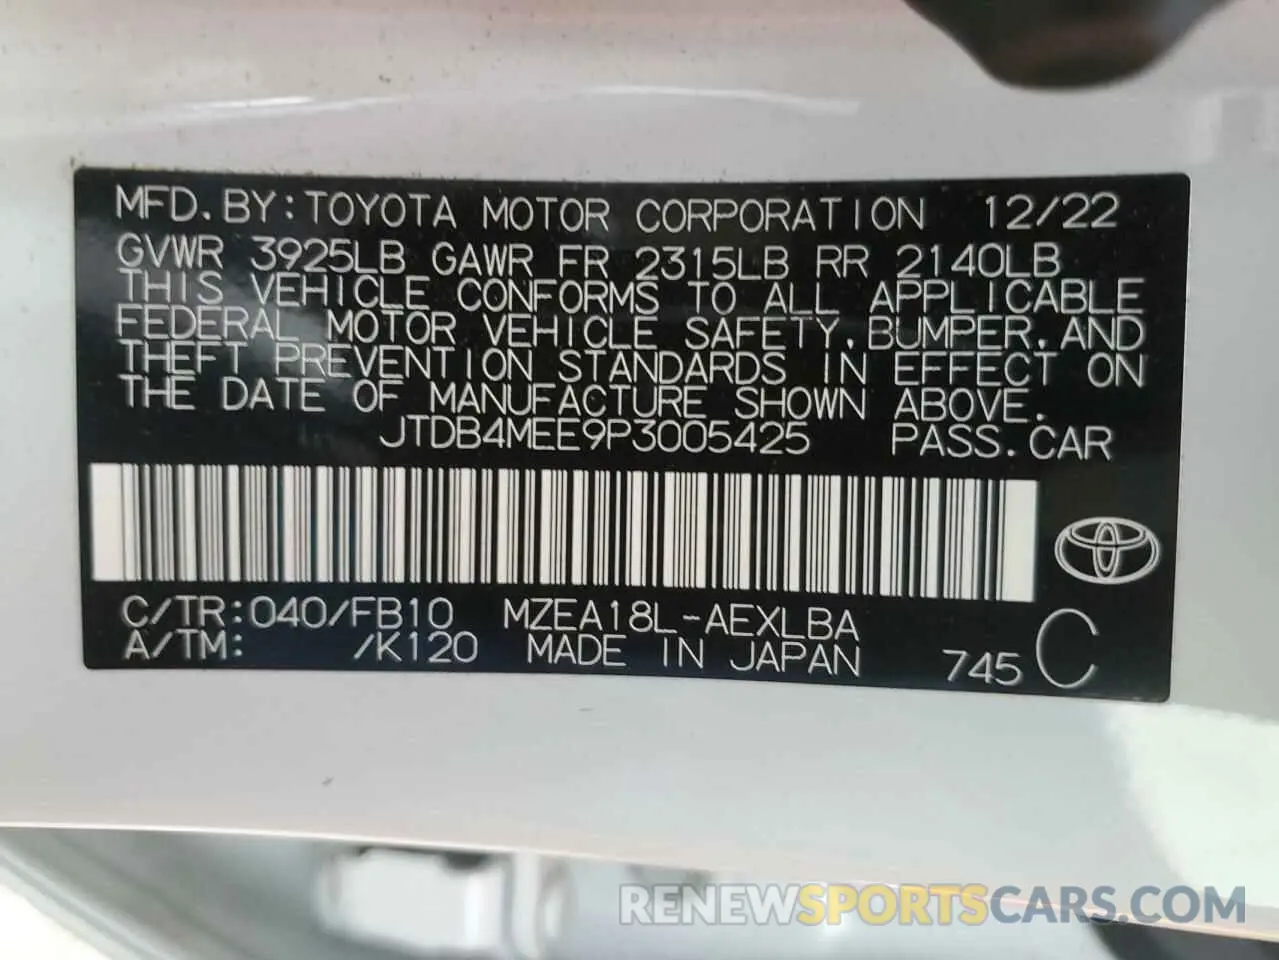 MFD. BY: TOYOTA MOTOR CORPORATION 12/22
GVWR 3925LB GAWR FR 2315LB RR 2140LB
THIS VEHICLE CONFORMS TO ALL APPLICABLE
FEDERAL MOTOR VEHICLE SAFETY, BUMPER, AND
THEFT PREVENTION STANDARDS IN EFFECT ON
THE DATE OF MANUFACTURE SHOWN ABOVE.
JTDB4MEE9P3005425 PASS. CAR
C/TR: 040/FB10 MZEA18L-AEXLBA
A/TM: /K120 MADE IN JAPAN 745 C
RENEWSPORTSCARS.COM